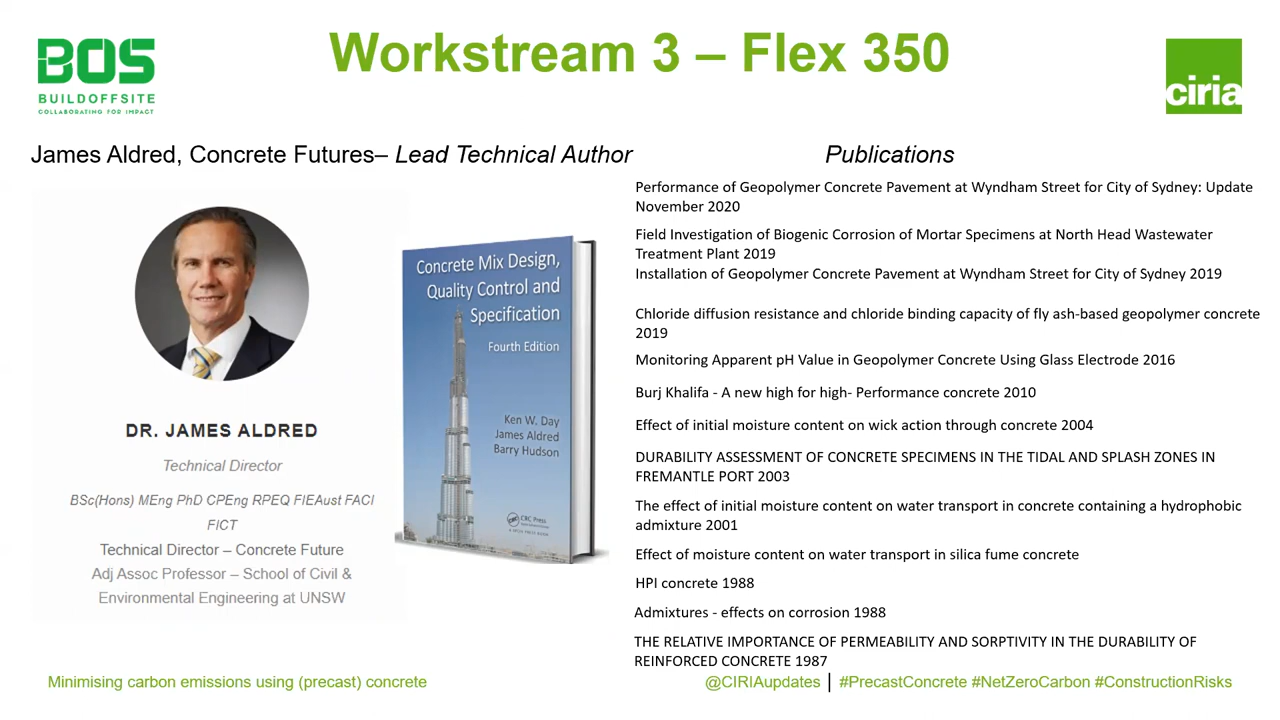 BOS
BUILDOFFSITE
COLLABORATING FOR IMPACT
Workstream 3 – Flex 350
ciria
James Aldred, Concrete Futures– Lead Technical Author
Publications
DR. JAMES ALDRED
Technical Director
BSc(Hons) MEng PhD CPEng RPEQ FIEAust FACI
FICT
Technical Director – Concrete Future
Adj Assoc Professor – School of Civil &
Environmental Engineering at UNSW
Concrete Mix Design,
Quality Control and
Specification
Fourth Edition
Ken W. Day
James Aldred
Barry Hudson
CRC Press
Performance of Geopolymer Concrete Pavement at Wyndham Street for City of Sydney: Update
November 2020
Field Investigation of Biogenic Corrosion of Mortar Specimens at North Head Wastewater
Treatment Plant 2019
Installation of Geopolymer Concrete Pavement at Wyndham Street for City of Sydney 2019
Chloride diffusion resistance and chloride binding capacity of fly ash-based geopolymer concrete
2019
Monitoring Apparent pH Value in Geopolymer Concrete Using Glass Electrode 2016
Burj Khalifa - A new high for high- Performance concrete 2010
Effect of initial moisture content on wick action through concrete 2004
DURABILITY ASSESSMENT OF CONCRETE SPECIMENS IN THE TIDAL AND SPLASH ZONES IN
FREMANTLE PORT 2003
The effect of initial moisture content on water transport in concrete containing a hydrophobic
admixture 2001
Effect of moisture content on water transport in silica fume concrete
HPI concrete 1988
Admixtures - effects on corrosion 1988
THE RELATIVE IMPORTANCE OF PERMEABILITY AND SORPTIVITY IN THE DURABILITY OF
REINFORCED CONCRETE 1987
Minimising carbon emissions using (precast) concrete
@CIRIAupdates | #PrecastConcrete #NetZeroCarbon #ConstructionRisks